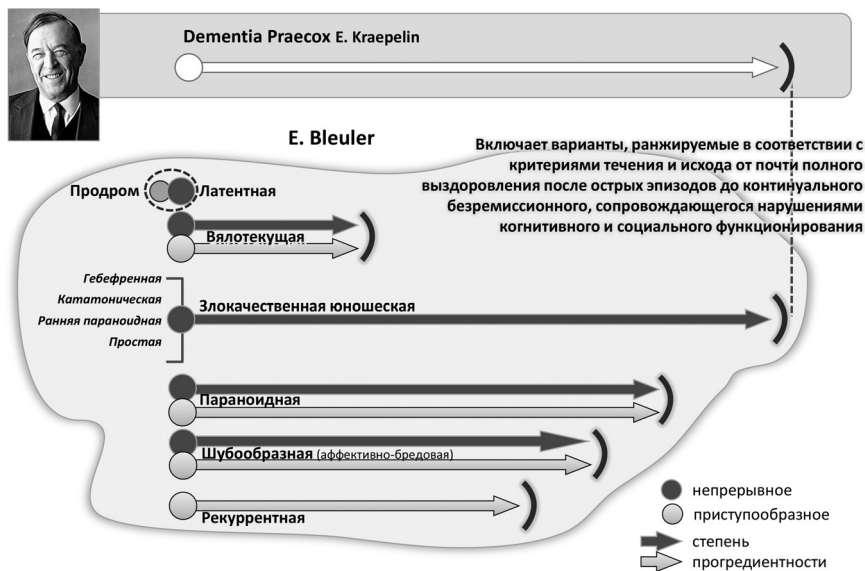 Dementia Praecox E. Kraepelin
E. Bleuler
Включает варианты, ранжируемые в соответствии с
критериями течения и исхода от почти полного
выздоровления после острых эпизодов до континуального
безремиссионного, сопровождающегося нарушениями
когнитивного и социального функционирования
Продром
Латентная
Вялотекущая
Гебефренная
Кататоническая
Ранняя параноидная
Простая
Злокачественная юношеская
Параноидная
Шубообразная (аффективно-бредовая)
Рекуррентная
непрерывное
приступообразное
степень
прогредиентности